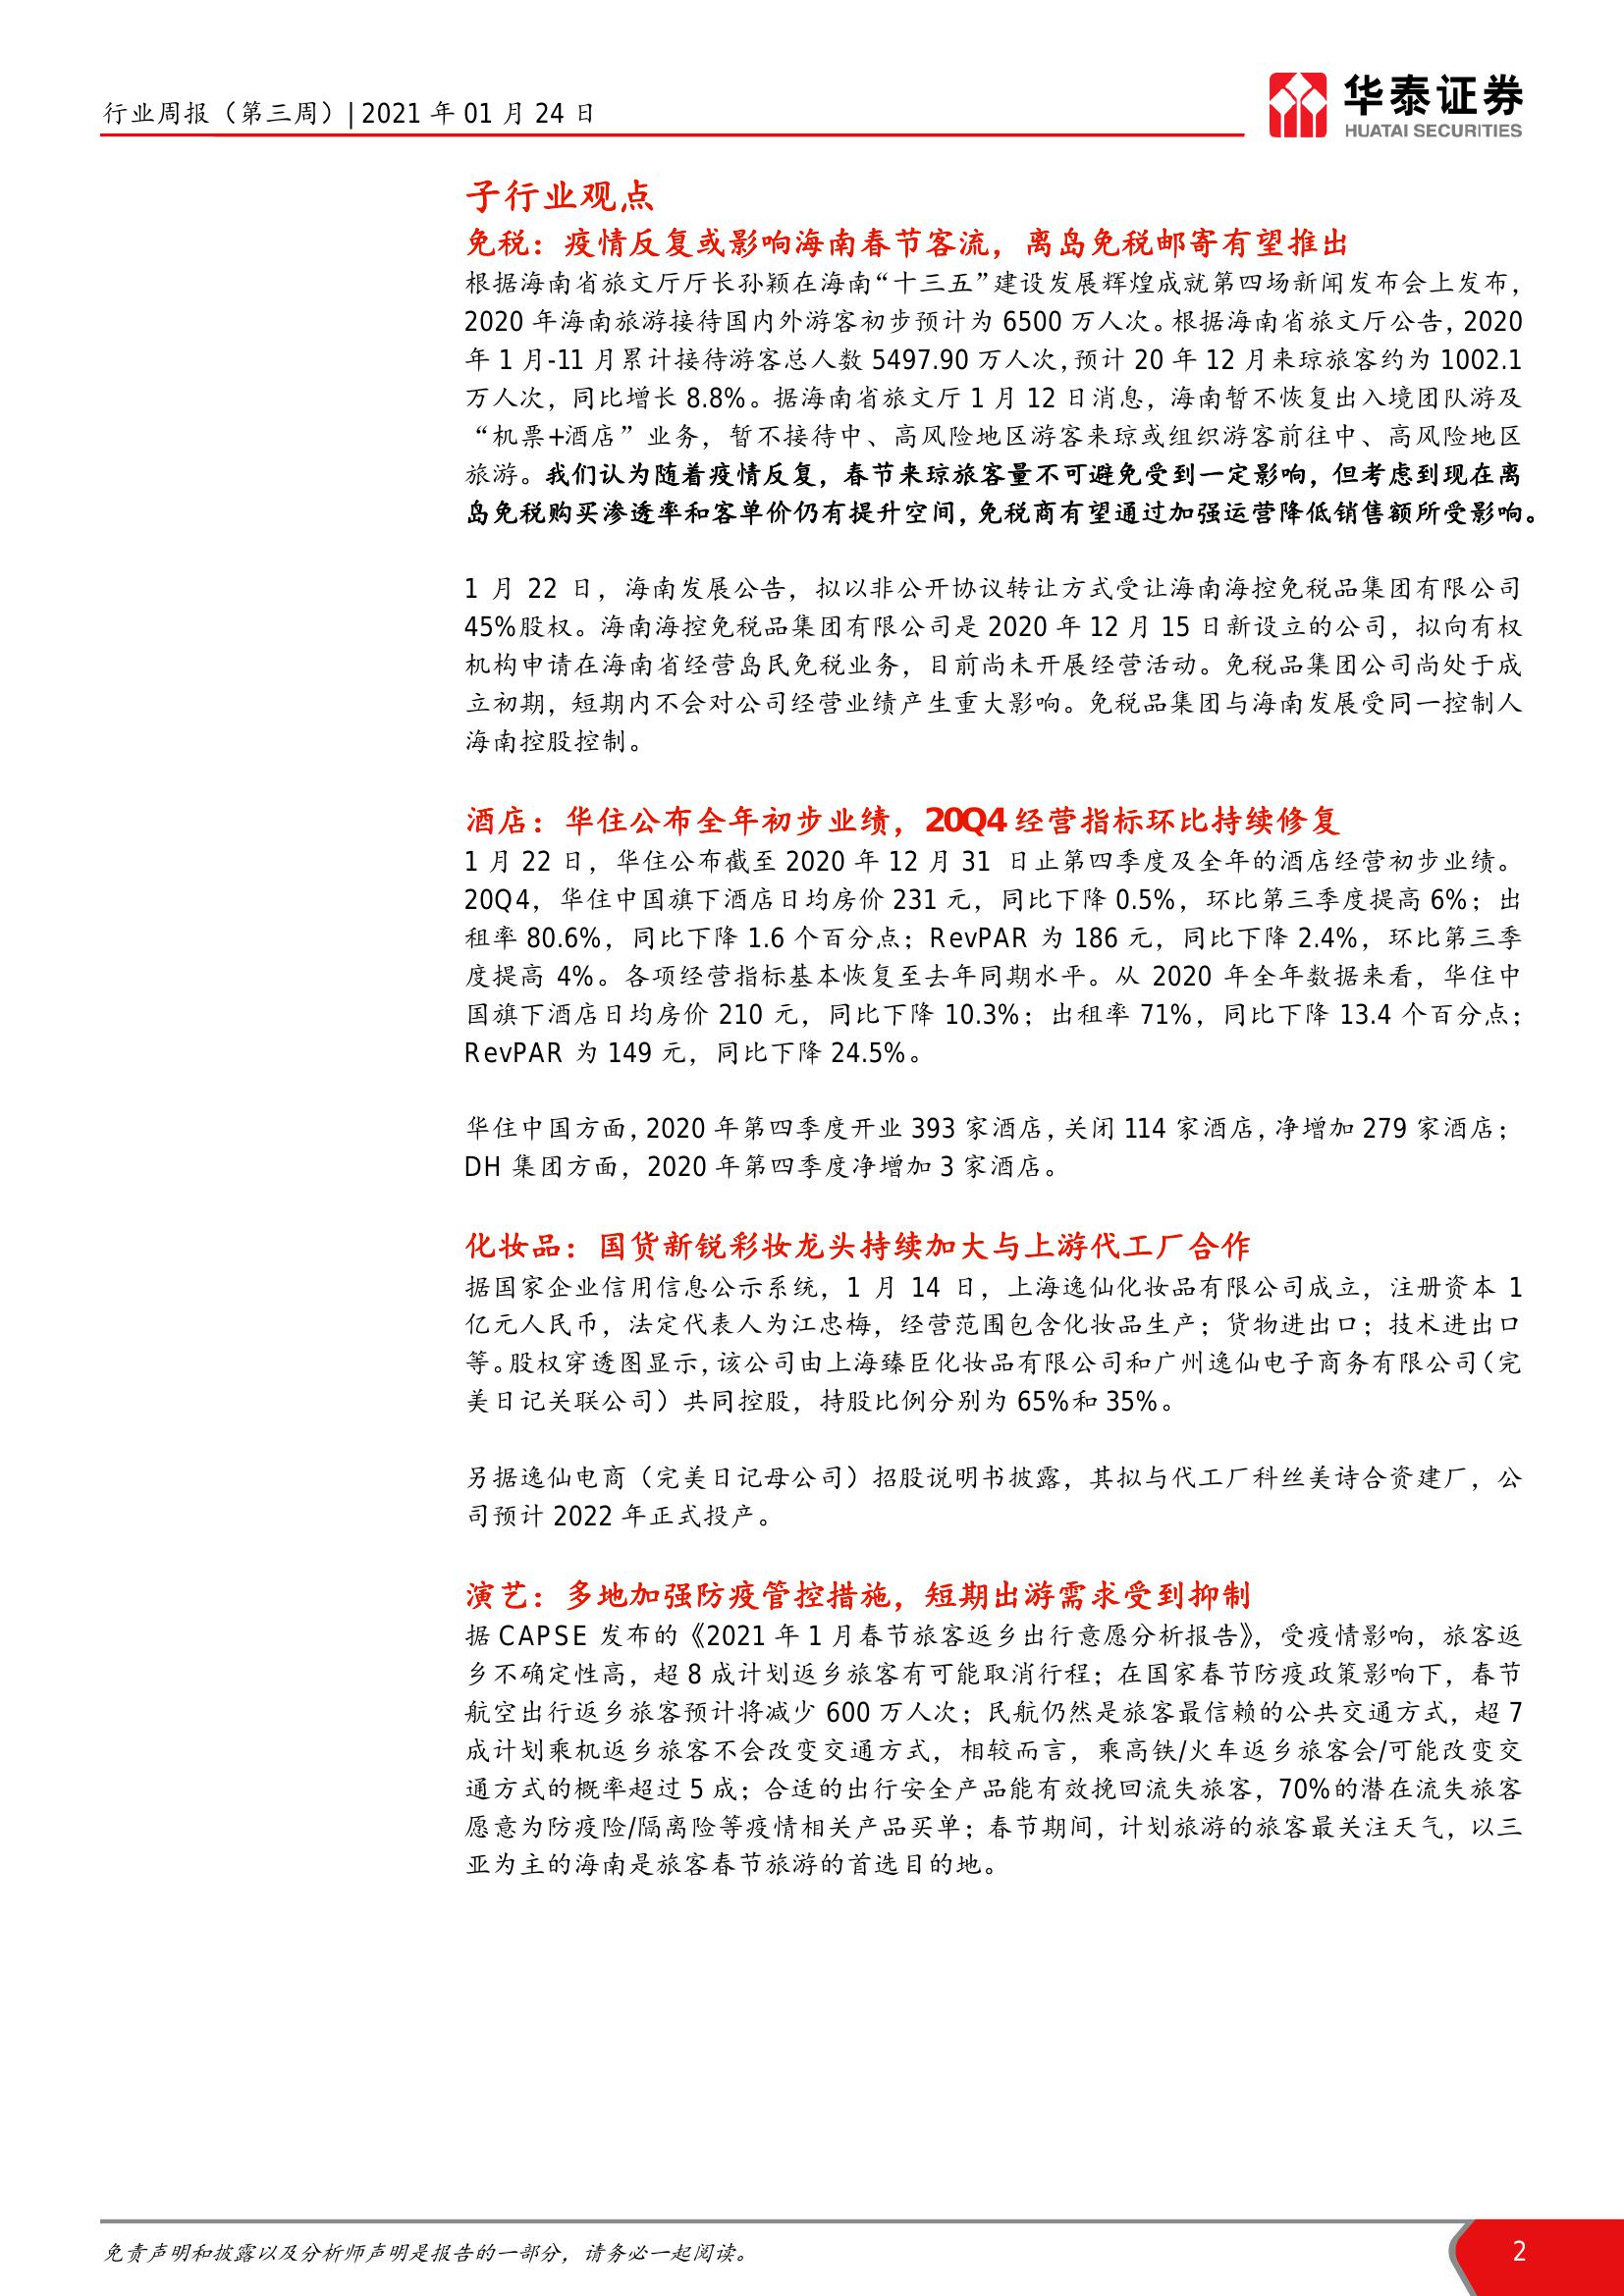 行业周报（第三周）| 2021 年 01 月 24 日
华泰证券
HUATAI SECURITIES
子行业观点
免税：疫情反复或影响海南春节客流，离岛免税邮寄有望推出
根据海南省旅文厅厅长孙颖在海南“十三五”建设发展辉煌成就第四场新闻发布会上发布，
2020 年海南旅游接待国内外游客初步预计为 6500 万人次。根据海南省旅文厅公告，2020
年 1 月-11 月累计接待游客总人数 5497.90 万人次，预计 20 年 12 月来琼旅客约为 1002.1
万人次，同比增长 8.8%。据海南省旅文厅 1 月 12 日消息，海南暂不恢复出入境团队游及
“机票+酒店”业务，暂不接待中、高风险地区游客来琼或组织游客前往中、高风险地区
旅游。我们认为随着疫情反复，春节来琼旅客量不可避免受到一定影响，但考虑到现在离
岛免税购买渗透率和客单价仍有提升空间，免税商有望通过加强运营降低销售额所受影响。
1 月 22 日，海南发展公告，拟以非公开协议转让方式受让海南海控免税品集团有限公司
45%股权。海南海控免税品集团有限公司是 2020 年 12 月 15 日新设立的公司，拟向有权
机构申请在海南省经营岛民免税业务，目前尚未开展经营活动。免税品集团公司尚处于成
立初期，短期内不会对公司经营业绩产生重大影响。免税品集团与海南发展受同一控制人
海南控股控制。
酒店：华住公布全年初步业绩，20Q4 经营指标环比持续修复
1 月 22 日，华住公布截至 2020 年 12 月 31 日止第四季度及全年的酒店经营初步业绩。
20Q4，华住中国旗下酒店日均房价 231 元，同比下降 0.5%，环比第三季度提高 6%；出
租率 80.6%，同比下降 1.6 个百分点；RevPAR 为 186 元，同比下降 2.4%，环比第三季
度提高 4%。各项经营指标基本恢复至去年同期水平。从 2020 年全年数据来看，华住中
国旗下酒店日均房价 210 元，同比下降 10.3%；出租率 71%，同比下降 13.4 个百分点；
RevPAR 为 149 元，同比下降 24.5%。
华住中国方面，2020 年第四季度开业 393 家酒店，关闭 114 家酒店，净增加 279 家酒店；
DH 集团方面，2020 年第四季度净增加 3 家酒店。
化妆品：国货新锐彩妆龙头持续加大与上游代工厂合作
据国家企业信用信息公示系统，1 月 14 日，上海逸仙化妆品有限公司成立，注册资本 1
亿元人民币，法定代表人为江忠梅，经营范围包含化妆品生产；货物进出口；技术进出口
等。股权穿透图显示，该公司由上海臻臣化妆品有限公司和广州逸仙电子商务有限公司（完
美日记关联公司）共同控股，持股比例分别为 65%和 35%。
另据逸仙电商（完美日记母公司）招股说明书披露，其拟与代工厂科丝美诗合资建厂，公
司预计 2022 年正式投产。
演艺：多地加强防疫管控措施，短期出游需求受到抑制
据 CAPSE 发布的《2021 年 1 月春节旅客返乡出行意愿分析报告》，受疫情影响，旅客返
乡不确定性高，超 8 成计划返乡旅客有可能取消行程；在国家春节防疫政策影响下，春节
航空出行返乡旅客预计将减少 600 万人次；民航仍然是旅客最信赖的公共交通方式，超 7
成计划乘机返乡旅客不会改变交通方式，相较而言，乘高铁/火车返乡旅客会/可能改变交
通方式的概率超过 5 成；合适的出行安全产品能有效挽回流失旅客，70%的潜在流失旅客
愿意为防疫险/隔离险等疫情相关产品买单；春节期间，计划旅游的旅客最关注天气，以三
亚为主的海南是旅客春节旅游的首选目的地。
免责声明和披露以及分析师声明是报告的一部分，请务必一起阅读。
2